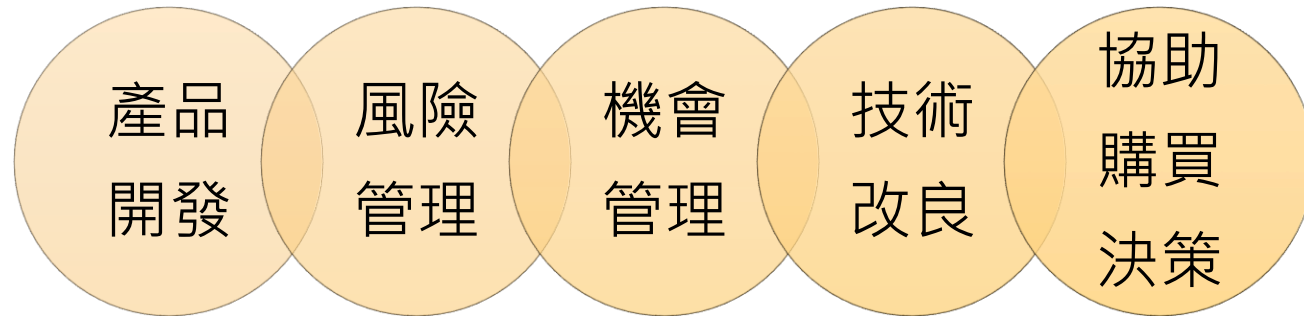 產品
開發
風險
管理
機會
管理
技術
改良
協助
購買
決策